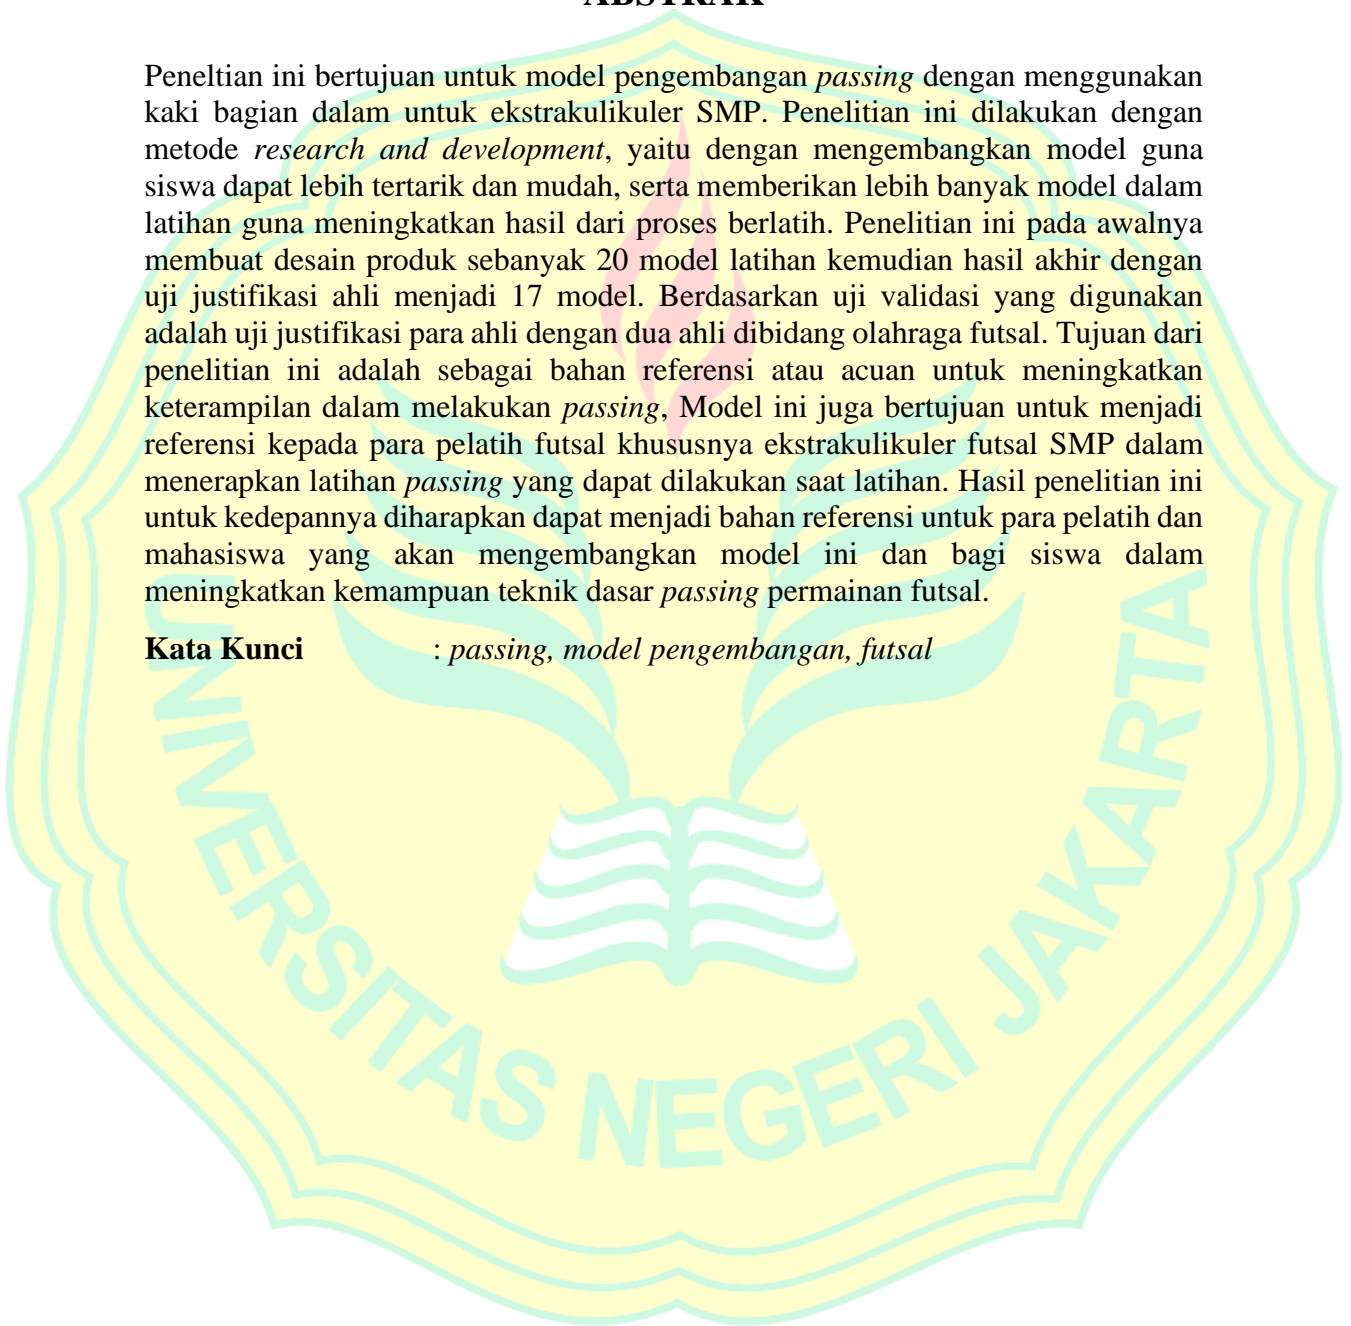 ABSTRAK
Peneltian ini bertujuan untuk model pengembangan passing dengan menggunakan
kaki bagian dalam untuk ekstrakulikuler SMP. Penelitian ini dilakukan dengan
metode research and development, yaitu dengan mengembangkan model guna
siswa dapat lebih tertarik dan mudah, serta memberikan lebih banyak model dalam
latihan guna meningkatkan hasil dari proses berlatih. Penelitian ini pada awalnya
membuat desain produk sebanyak 20 model latihan kemudian hasil akhir dengan
uji justifikasi ahli menjadi 17 model. Berdasarkan uji validasi yang digunakan
adalah uji justifikasi para ahli dengan dua ahli dibidang olahraga futsal. Tujuan dari
penelitian ini adalah sebagai bahan referensi atau acuan untuk meningkatkan
keterampilan dalam melakukan passing, Model ini juga bertujuan untuk menjadi
referensi kepada para pelatih futsal khususnya ekstrakulikuler futsal SMP dalam
menerapkan latihan passing yang dapat dilakukan saat latihan. Hasil penelitian ini
untuk kedepannya diharapkan dapat menjadi bahan referensi untuk para pelatih dan
mahasiswa yang akan mengembangkan model ini dan bagi siswa dalam
meningkatkan kemampuan teknik dasar passing permainan futsal.
Kata Kunci : passing, model pengembangan, futsal
UNIVERSITAS NEGERI JAKARTA